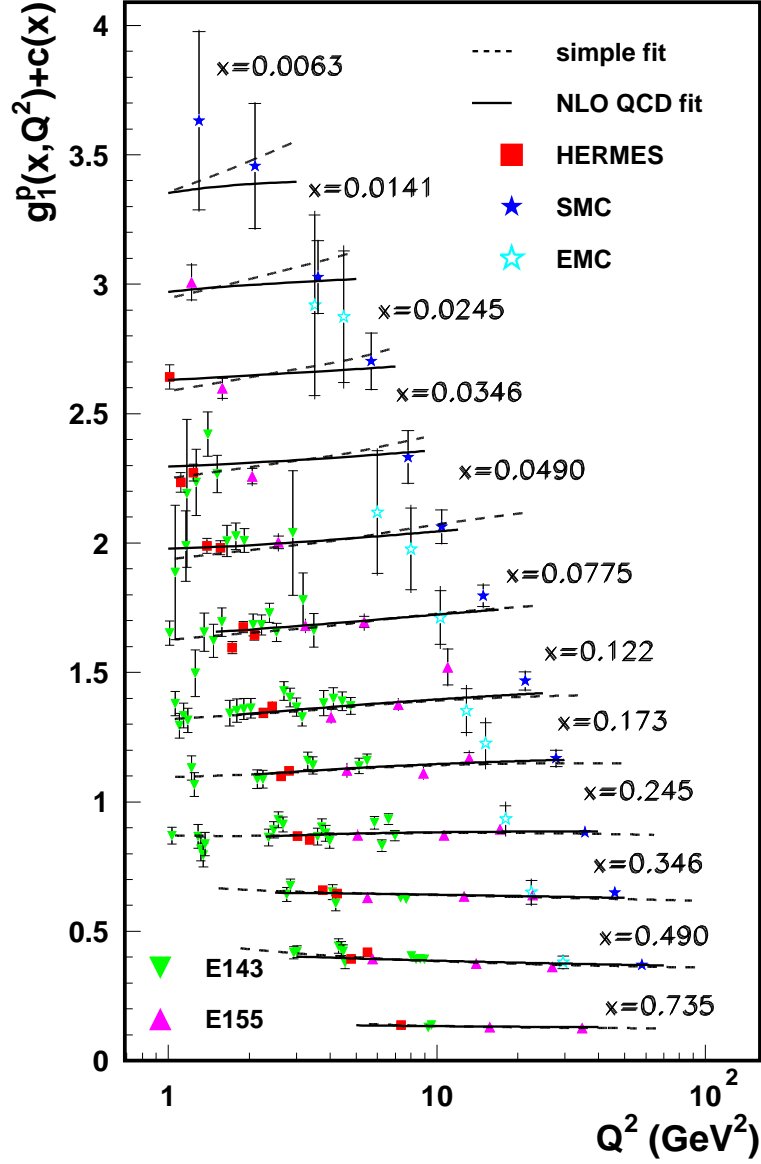 g₁ᵖ(x,Q²)+c(x)
4
3.5
3
2.5
2
1.5
1
0.5
0
x=0.0063
x=0.0141
x=0.0245
x=0.0346
x=0.0490
x=0.0775
x=0.122
x=0.173
x=0.245
x=0.346
x=0.490
x=0.735
simple fit
NLO QCD fit
HERMES
SMC
EMC
E143
E155
1
10
10²
Q² (GeV²)